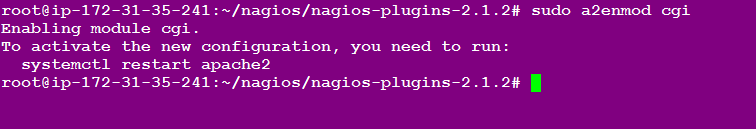 root@ip-172-31-35-241:~/nagios/nagios-plugins-2.1.2# sudo a2enmod cgi
Enabling module cgi.
To activate the new configuration, you need to run:
  systemctl restart apache2
root@ip-172-31-35-241:~/nagios/nagios-plugins-2.1.2#